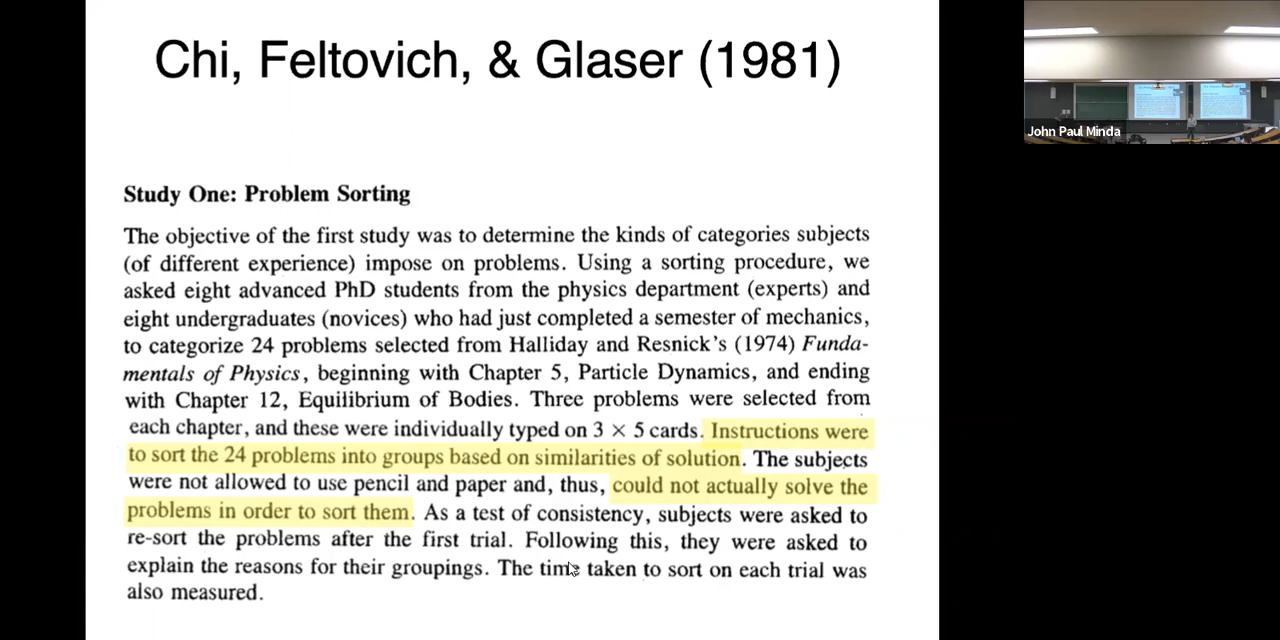 Chi, Feltovich, & Glaser (1981)
John Paul Minda
Study One: Problem Sorting
The objective of the first study was to determine the kinds of categories subjects
(of different experience) impose on problems. Using a sorting procedure, we
asked eight advanced PhD students from the physics department (experts) and
eight undergraduates (novices) who had just completed a semester of mechanics,
to categorize 24 problems selected from Halliday and Resnick's (1974) Funda-
mentals of Physics, beginning with Chapter 5, Particle Dynamics, and ending
with Chapter 12, Equilibrium of Bodies. Three problems were selected from
each chapter, and these were individually typed on 3 × 5 cards. Instructions were
to sort the 24 problems into groups based on similarities of solution. The subjects
were not allowed to use pencil and paper and, thus, could not actually solve the
problems in order to sort them. As a test of consistency, subjects were asked to
re-sort the problems after the first trial. Following this, they were asked to
explain the reasons for their groupings. The time taken to sort on each trial was
also measured.